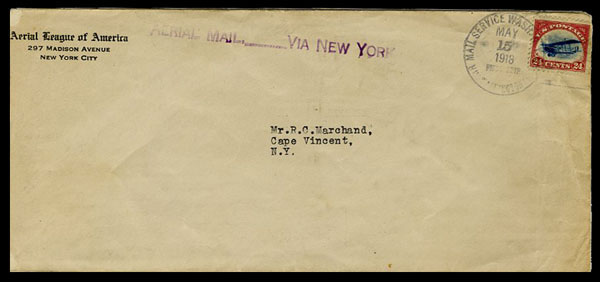 Aerial League of America
297 MADISON AVENUE
NEW YORK CITY
AERIAL MAIL. VIA NEW YORK
AIR MAIL SERVICE WASH
MAY
15
1918
U.S. POSTAGE
24 CENTS 24
Mr.R.C.Marchand,
Cape Vincent,
N.Y.